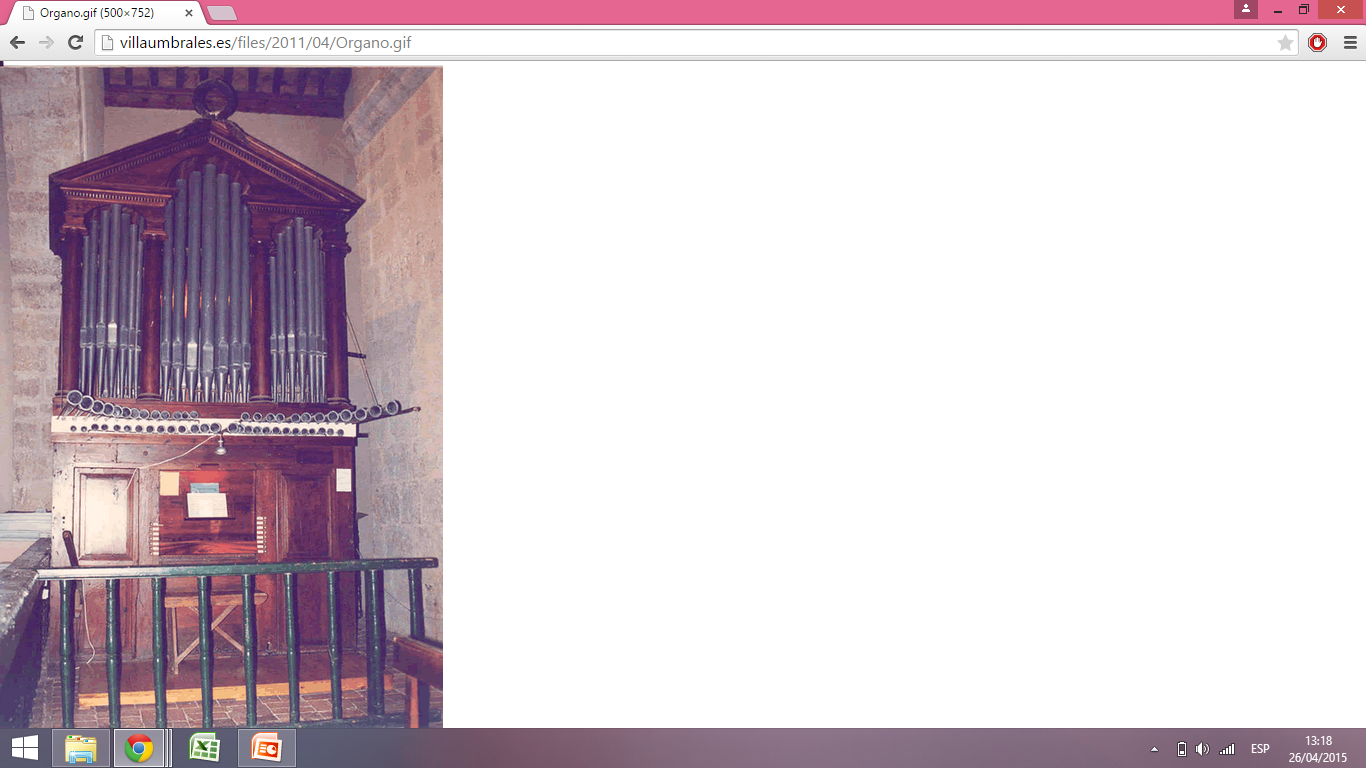 Organo.gif (500×752)
villaumbrales.es/files/2011/04/Organo.gif
ESP
13:18
26/04/2015